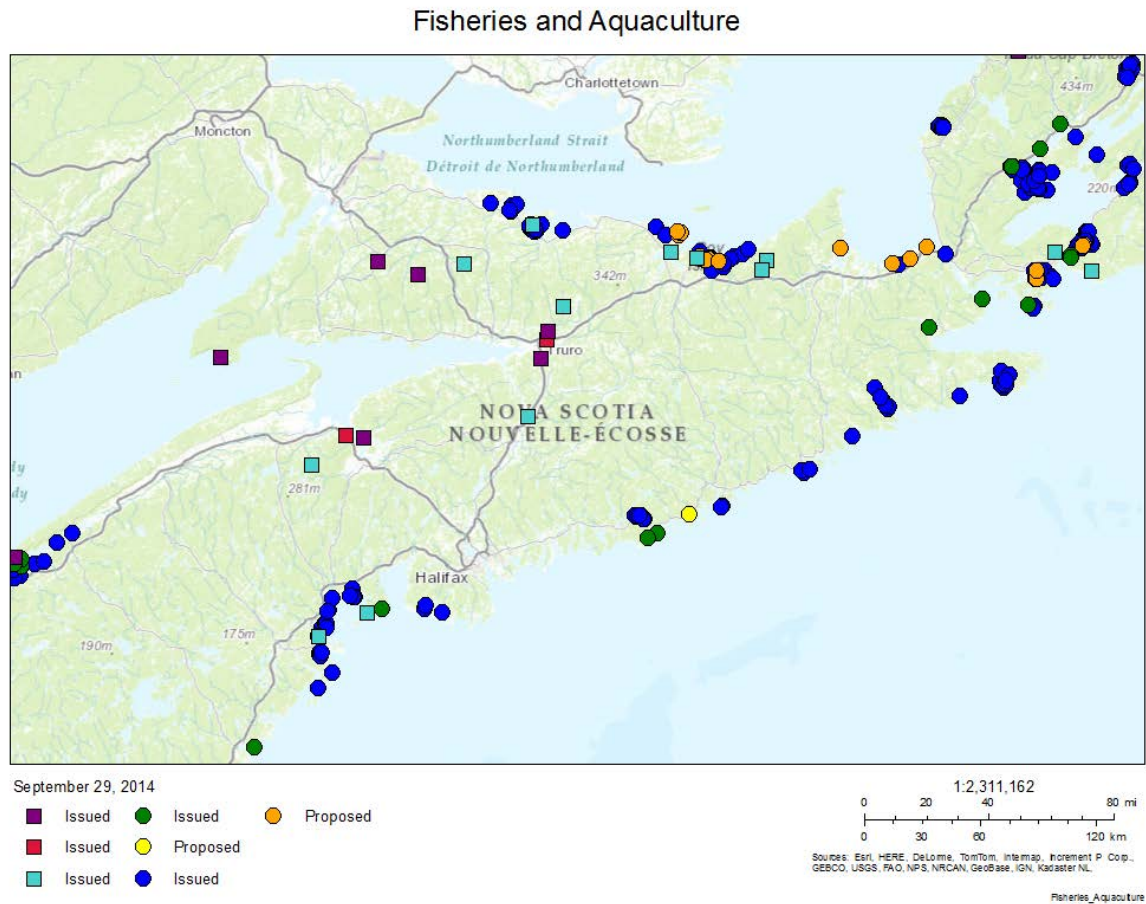 Fisheries and Aquaculture
Charlottetown
434m
Moncton
Northumberland Strait
Détroit de Northumberland
220m
342m
Truro
NOVA SCOTIA
NOUVELLE-ÉCOSSE
281m
Halifax
175m
190m
September 29, 2014
Issued Issued Proposed
Issued Proposed
Issued Issued
1:2,311,162
0 20 40 80 mi
0 30 60 120 km
Sources: Esri, HERE, DeLorme, TomTom, Intermap, increment P Corp.,
GEBCO, USGS, FAO, NPS, NRCAN, GeoBase, IGN, Kadaster NL,
Fisheries_Aquaculture